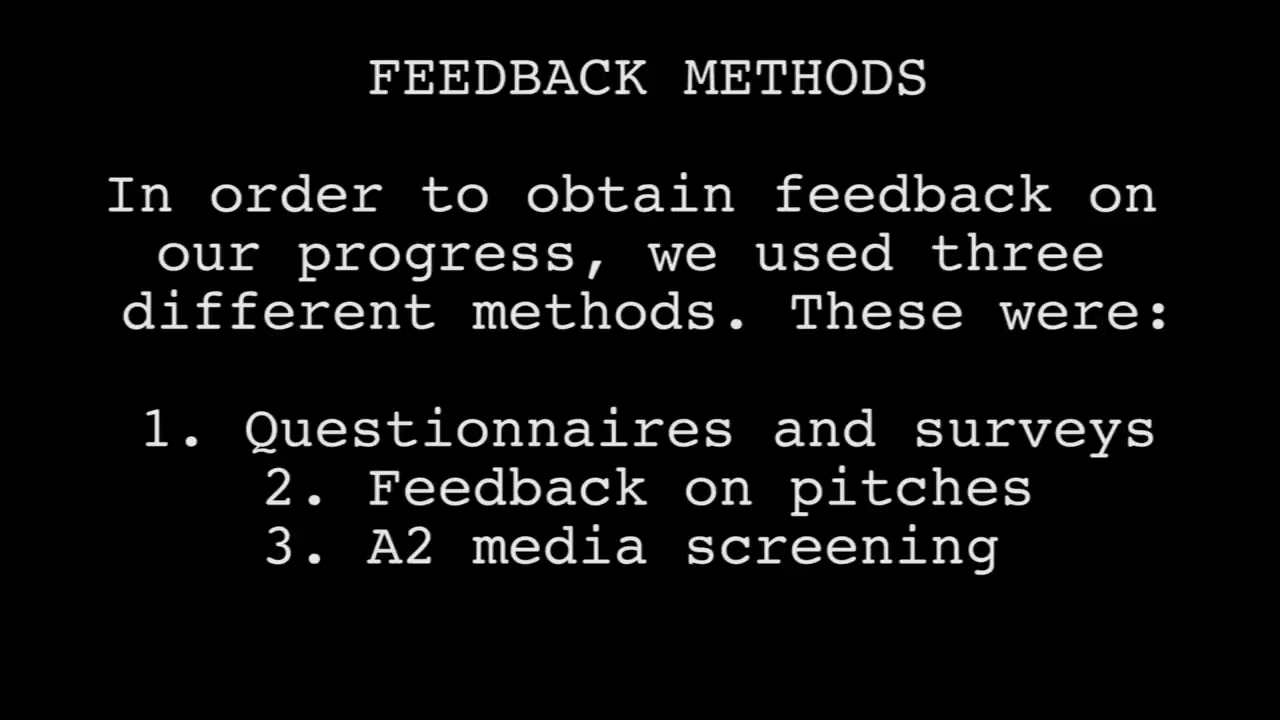 FEEDBACK METHODS
In order to obtain feedback on
our progress, we used three
different methods. These were:
1. Questionnaires and surveys
2. Feedback on pitches
3. A2 media screening